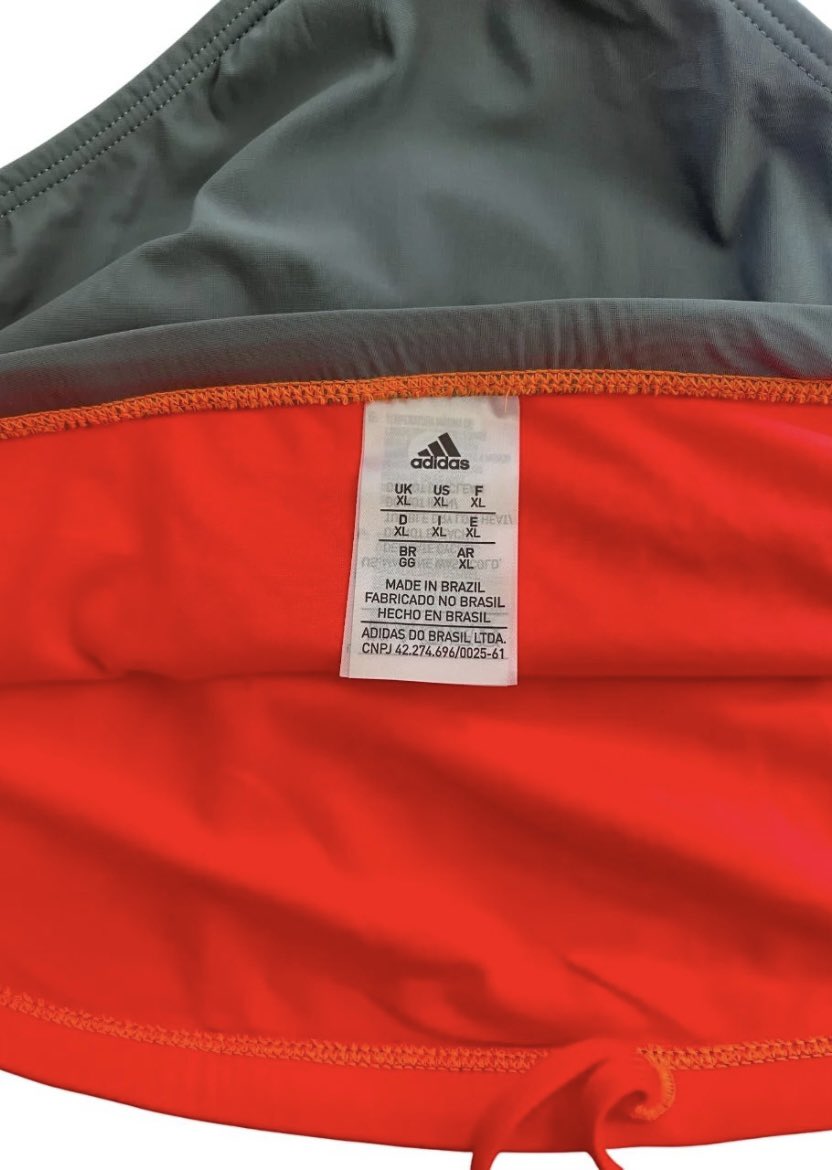 adidas
UK US F
XL XL XL
D I E
XL XL XL
BR AR
GG XL
MADE IN BRAZIL
FABRICADO NO BRASIL
HECHO EN BRASIL
ADIDAS DO BRASIL LTDA.
CNPJ 42.274.696/0025-61